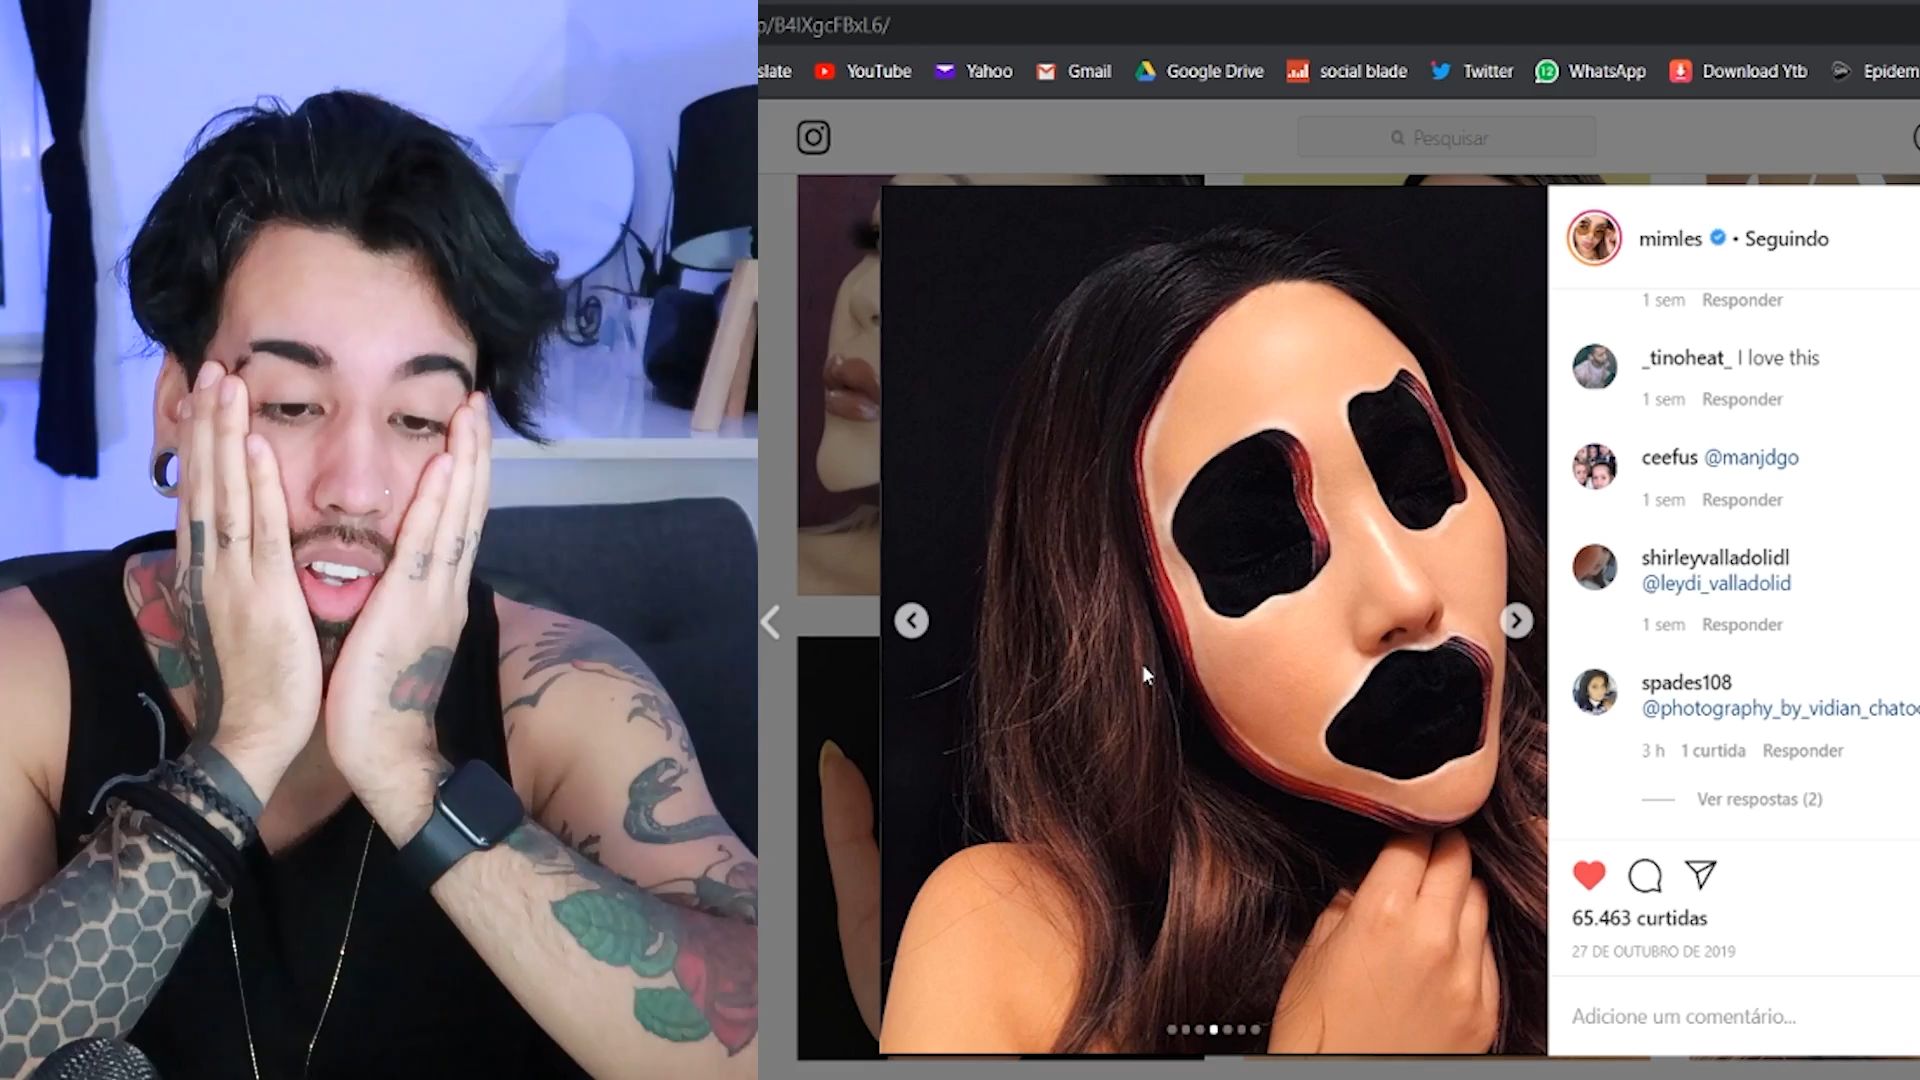 p/B4IXgcFBxL6/
slate YouTube Yahoo Gmail Google Drive social blade Twitter 12 WhatsApp Download Ytb Epidem
Pesquisar
mimles • Seguindo
1 sem Responder
_tinoheat_ I love this
1 sem Responder
ceefus @manjdgo
1 sem Responder
shirleyvalladolidl
@leydi_valladolid
1 sem Responder
spades108
@photography_by_vidian_chatoo
3 h 1 curtida Responder
Ver respostas (2)
65.463 curtidas
27 DE OUTUBRO DE 2019
Adicione um comentário...